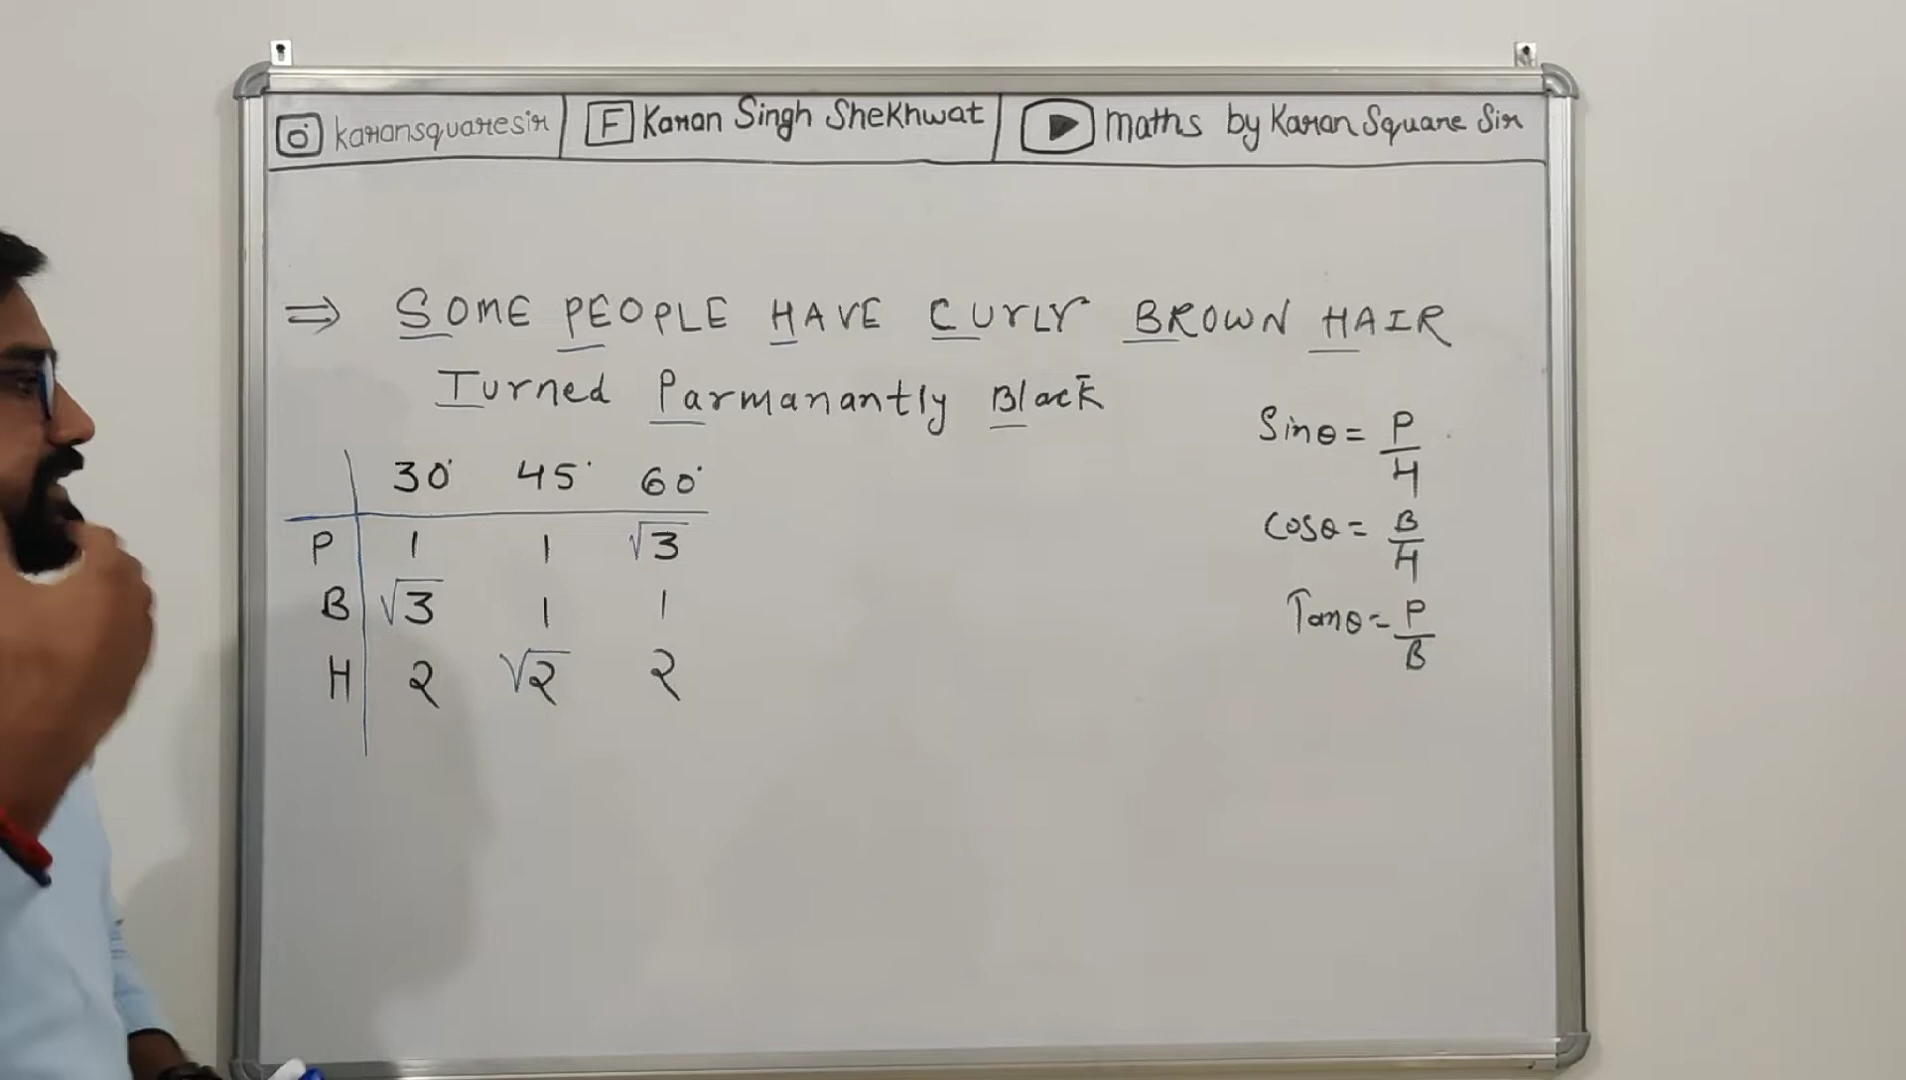 karansquaresir F Karan Singh Shekhwat maths by Karan Square Sir
⇒ SOME PEOPLE HAVE CURLY BROWN HAIR
Turned Parmanantly Black
30° 45° 60°
P 1 1 √3
B √3 1 1
H 2 √2 2
Sinθ = P/H
Cosθ = B/H
Tanθ = P/B